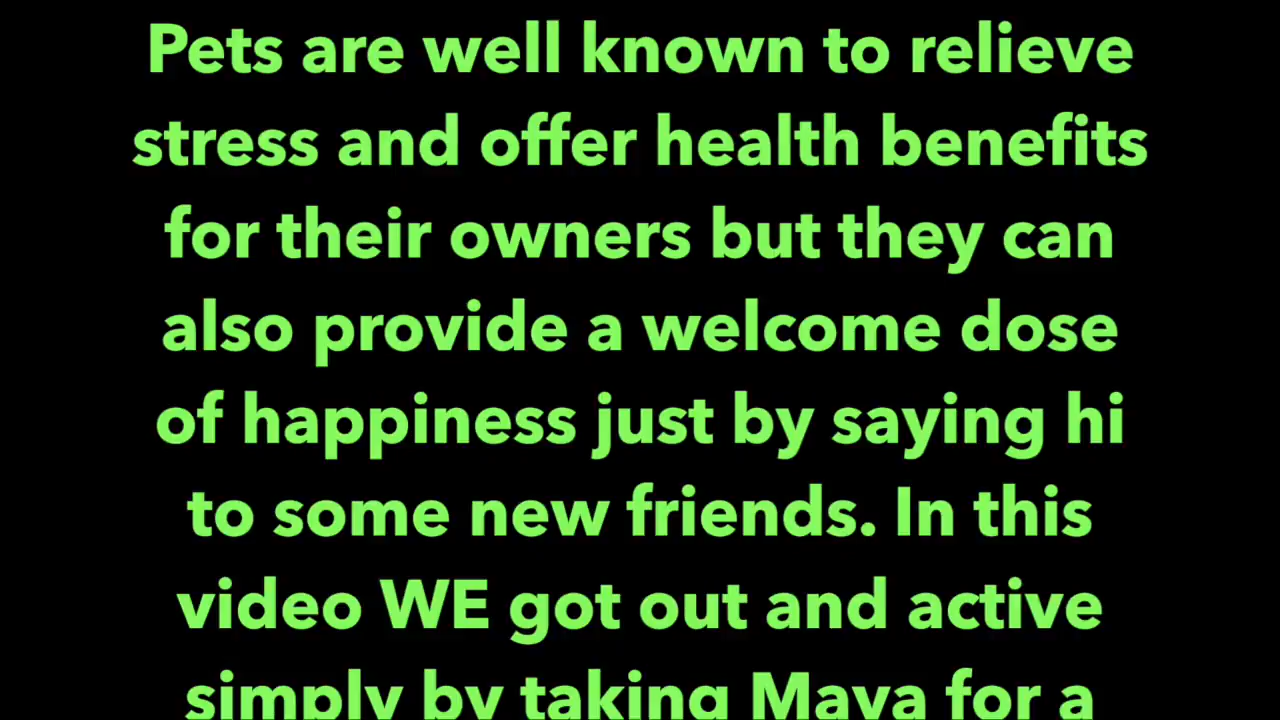 Pets are well known to relieve
stress and offer health benefits
for their owners but they can
also provide a welcome dose
of happiness just by saying hi
to some new friends. In this
video WE got out and active
simply by taking Maya for a